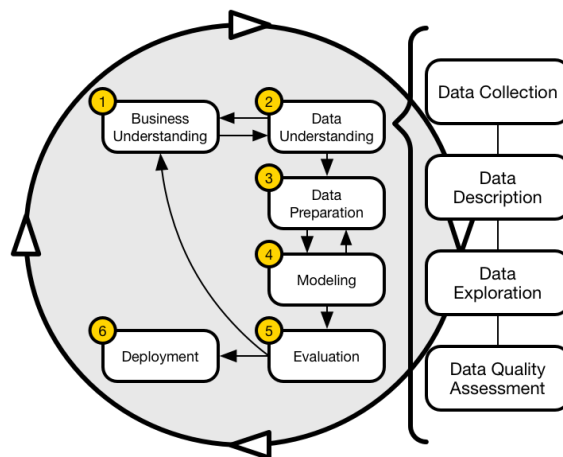 1
Business
Understanding
2
Data
Understanding
3
Data
Preparation
4
Modeling
5
Evaluation
6
Deployment
Data Collection
Data
Description
Data
Exploration
Data Quality
Assessment